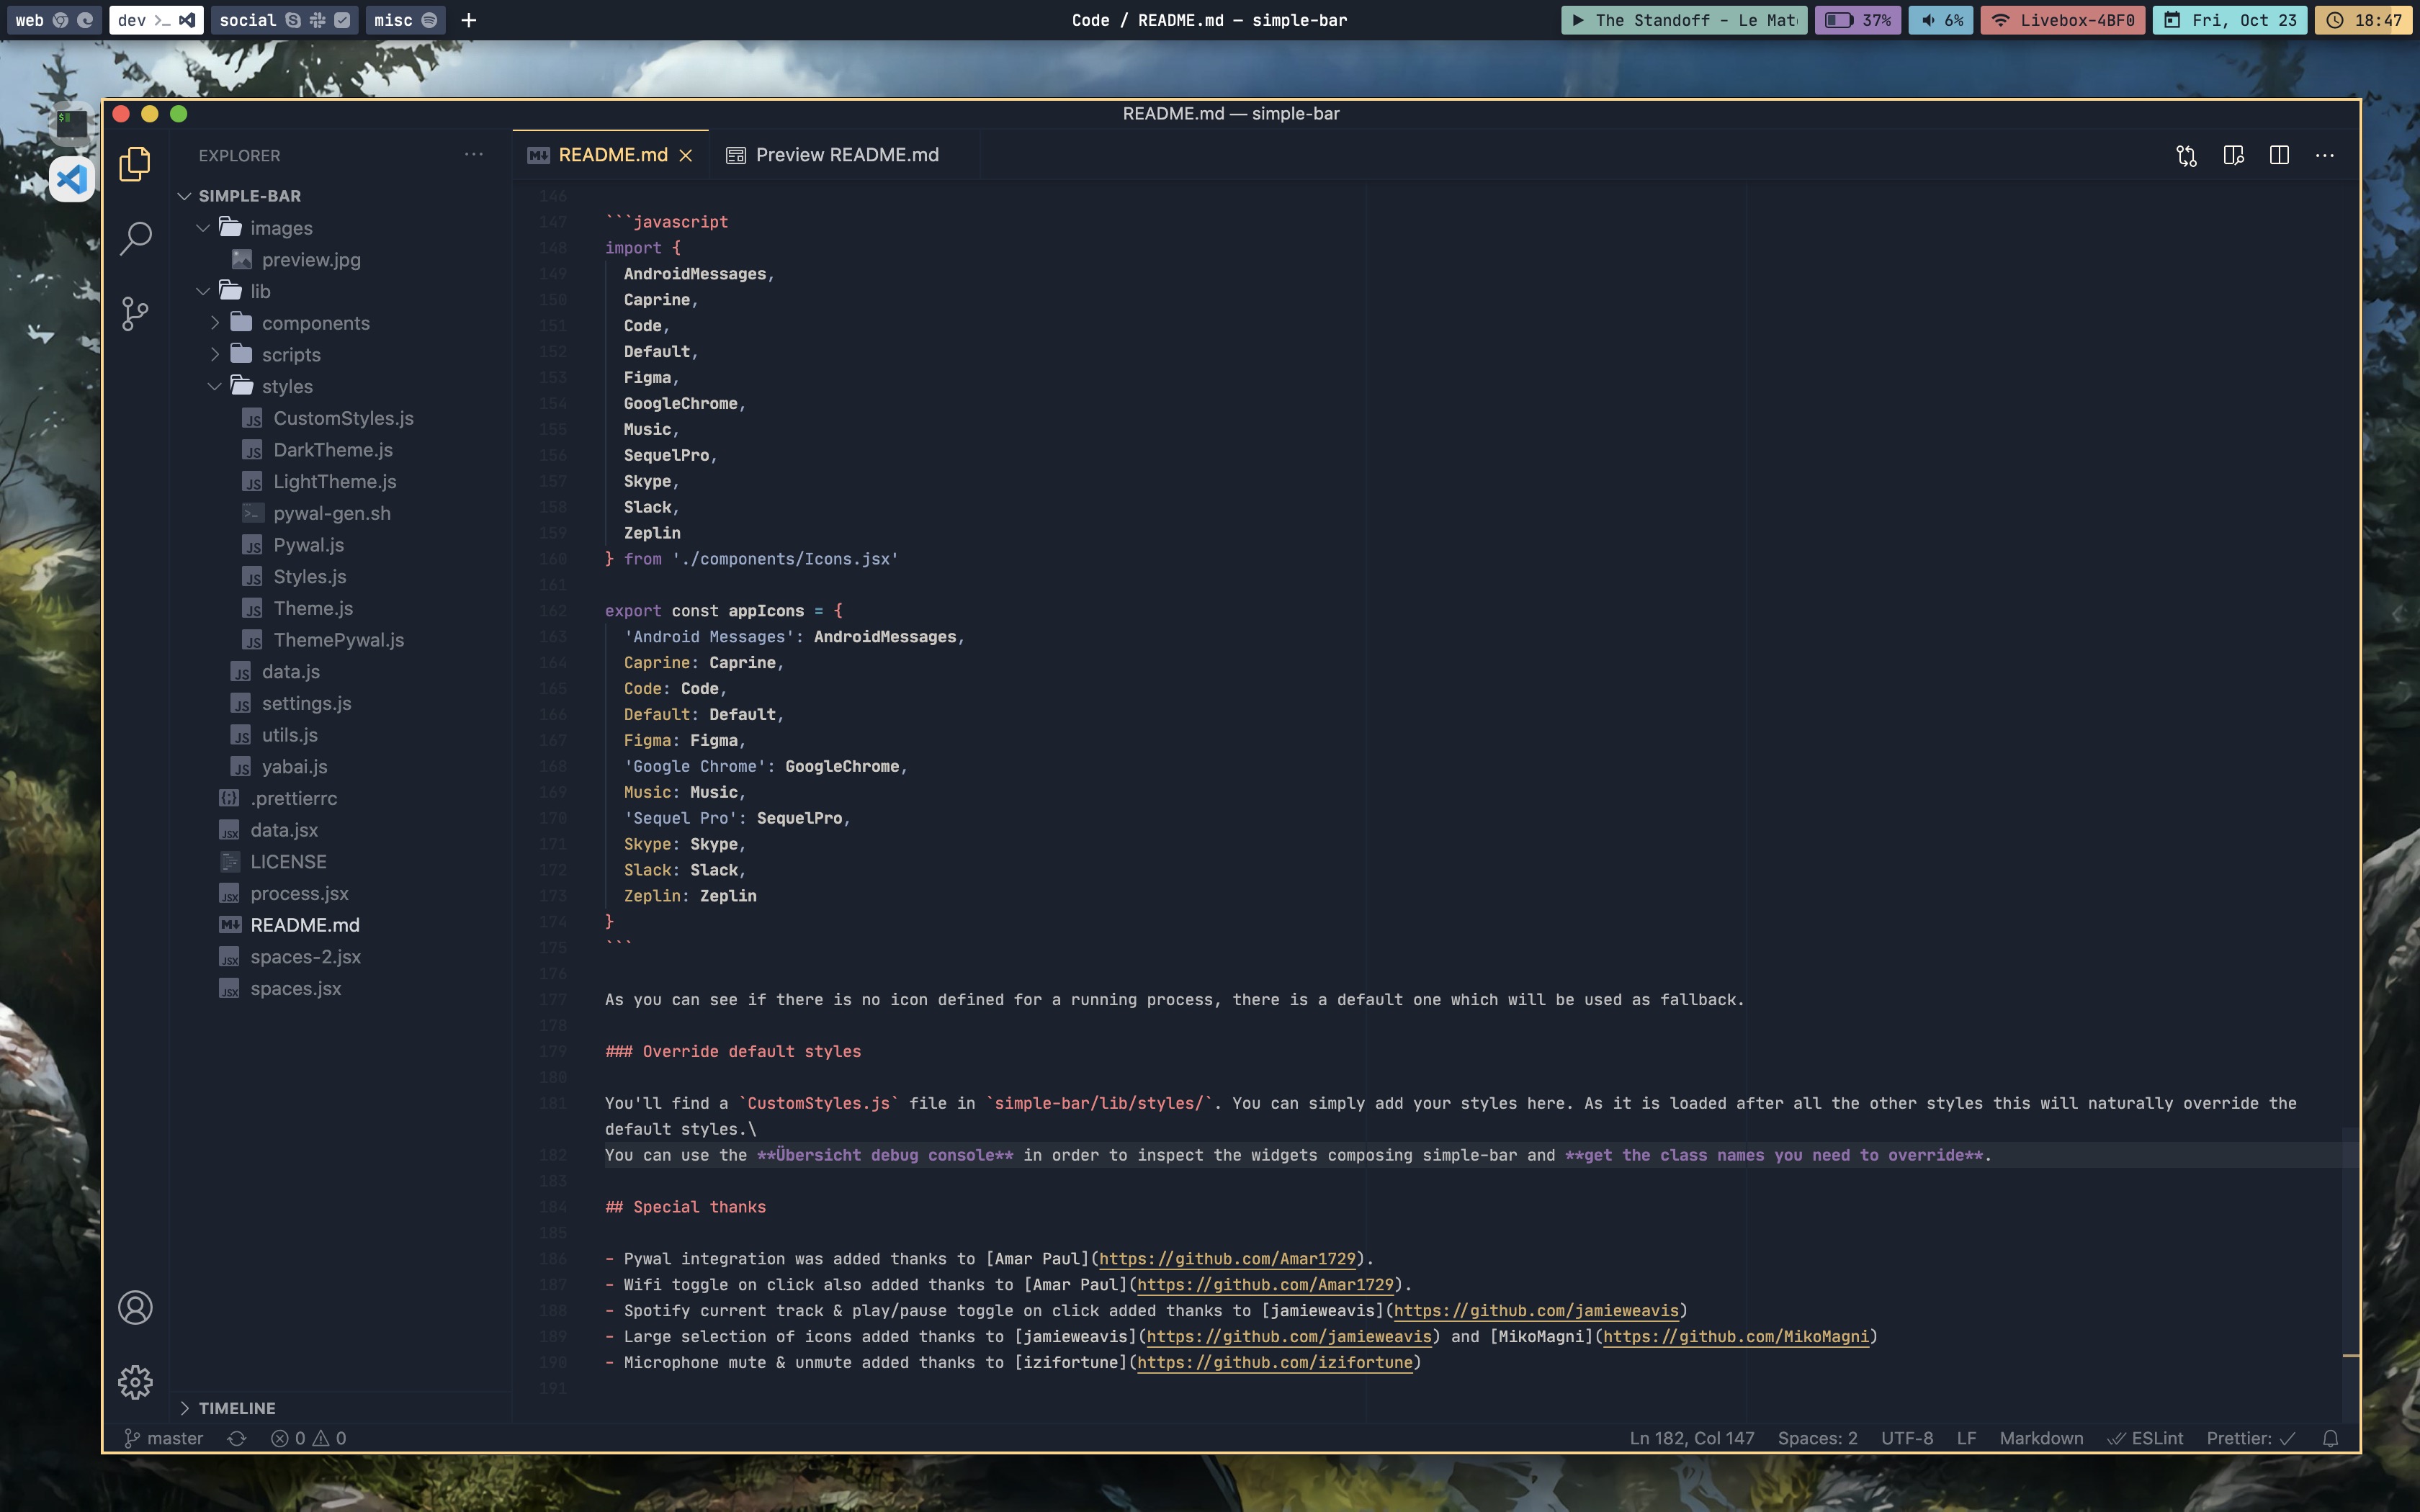 web
dev
social
misc
+
Code / README.md — simple-bar
The Standoff - Le Mat
37%
6%
Livebox-4BF0
Fri, Oct 23
18:47
README.md — simple-bar
EXPLORER
···
README.md
Preview README.md
···
SIMPLE-BAR
images
preview.jpg
lib
components
scripts
styles
CustomStyles.js
DarkTheme.js
LightTheme.js
pywal-gen.sh
Pywal.js
Styles.js
Theme.js
ThemePywal.js
data.js
settings.js
utils.js
yabai.js
.prettierrc
data.jsx
LICENSE
process.jsx
README.md
spaces-2.jsx
spaces.jsx
TIMELINE
146
147 ```javascript
148 import {
149 AndroidMessages,
150 Caprine,
151 Code,
152 Default,
153 Figma,
154 GoogleChrome,
155 Music,
156 SequelPro,
157 Skype,
158 Slack,
159 Zeplin
160 } from './components/Icons.jsx'
161
162 export const appIcons = {
163 'Android Messages': AndroidMessages,
164 Caprine: Caprine,
165 Code: Code,
166 Default: Default,
167 Figma: Figma,
168 'Google Chrome': GoogleChrome,
169 Music: Music,
170 'Sequel Pro': SequelPro,
171 Skype: Skype,
172 Slack: Slack,
173 Zeplin: Zeplin
174 }
175 ```
176
177 As you can see if there is no icon defined for a running process, there is a default one which will be used as fallback.
178
179 ### Override default styles
180
181 You'll find a `CustomStyles.js` file in `simple-bar/lib/styles/`. You can simply add your styles here. As it is loaded after all the other styles this will naturally override the
default styles.\
182 You can use the **Übersicht debug console** in order to inspect the widgets composing simple-bar and **get the class names you need to override**.
183
184 ## Special thanks
185
186 - Pywal integration was added thanks to [Amar Paul](https://github.com/Amar1729).
187 - Wifi toggle on click also added thanks to [Amar Paul](https://github.com/Amar1729).
188 - Spotify current track & play/pause toggle on click added thanks to [jamieweavis](https://github.com/jamieweavis)
189 - Large selection of icons added thanks to [jamieweavis](https://github.com/jamieweavis) and [MikoMagni](https://github.com/MikoMagni)
190 - Microphone mute & unmute added thanks to [izifortune](https://github.com/izifortune)
191
master
0
0
Ln 182, Col 147
Spaces: 2
UTF-8
LF
Markdown
ESLint
Prettier: ✓